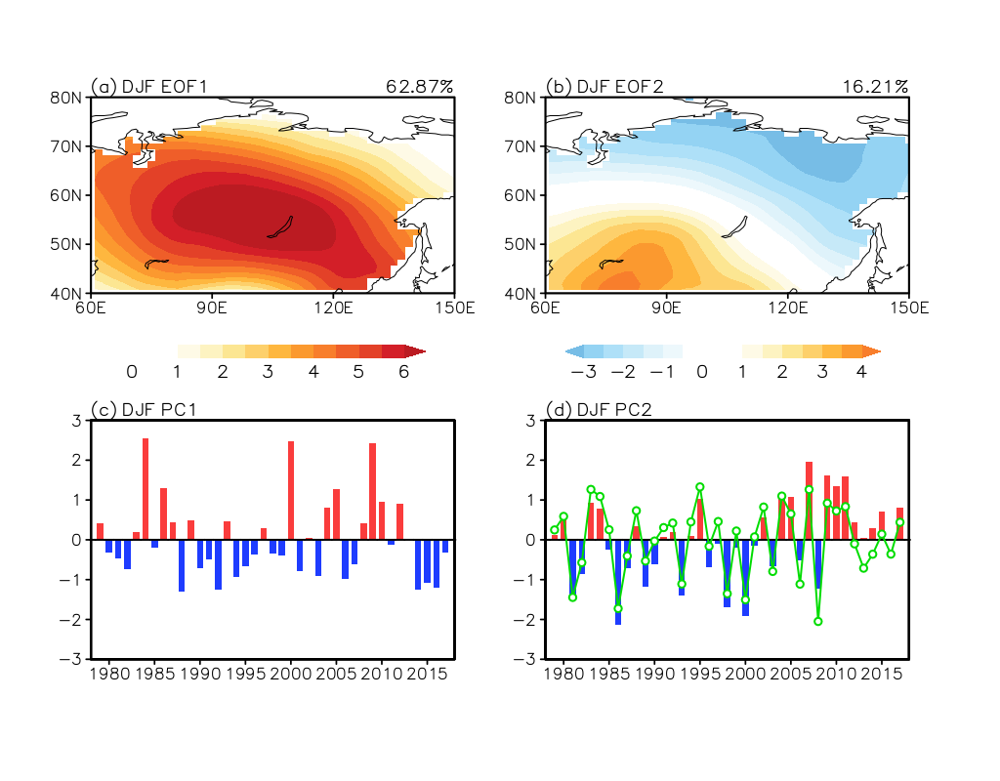 (a) DJF EOF1 62.87%
80N
70N
60N
50N
40N
60E 90E 120E 150E
0 1 2 3 4 5 6
(b) DJF EOF2 16.21%
80N
70N
60N
50N
40N
60E 90E 120E 150E
−3 −2 −1 0 1 2 3 4
(c) DJF PC1
3
2
1
0
−1
−2
−3
1980 1985 1990 1995 2000 2005 2010 2015
(d) DJF PC2
3
2
1
0
−1
−2
−3
1980 1985 1990 1995 2000 2005 2010 2015